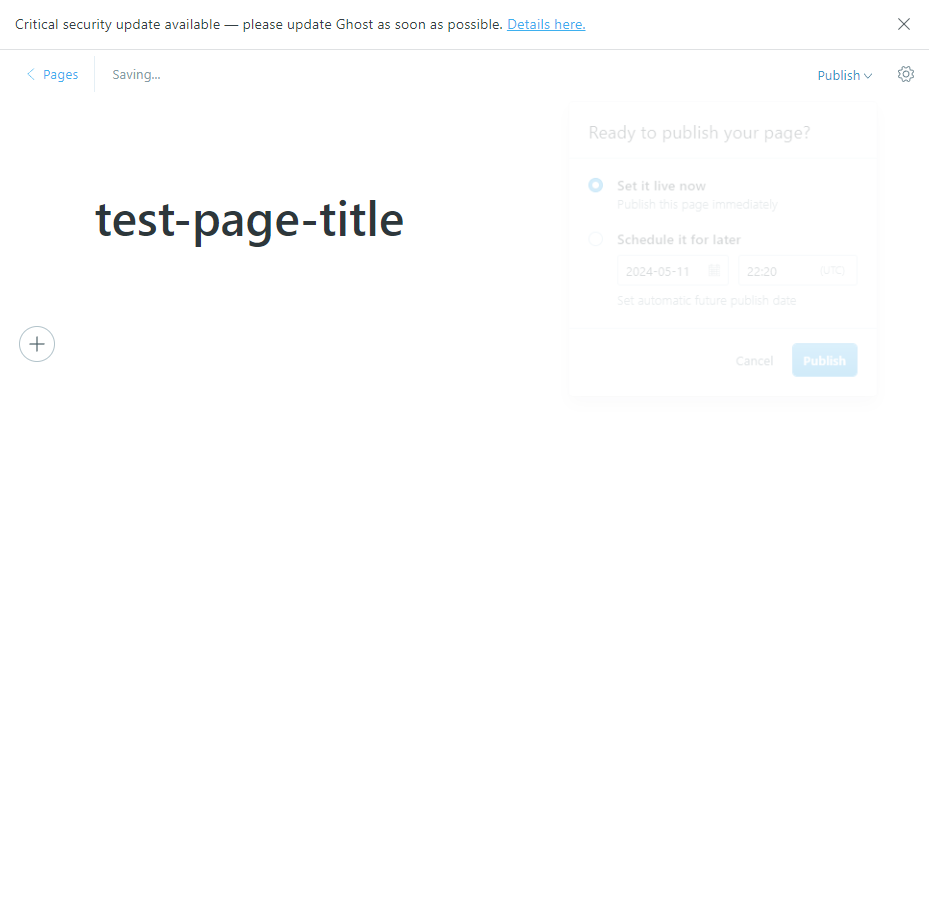 Critical security update available — please update Ghost as soon as possible. Details here.
Pages
Saving...
Publish
Ready to publish your page?
test-page-title
Set it live now
Publish this page immediately
Schedule it for later
2024-05-11
22:20
(UTC)
Set automatic future publish date
Cancel
Publish